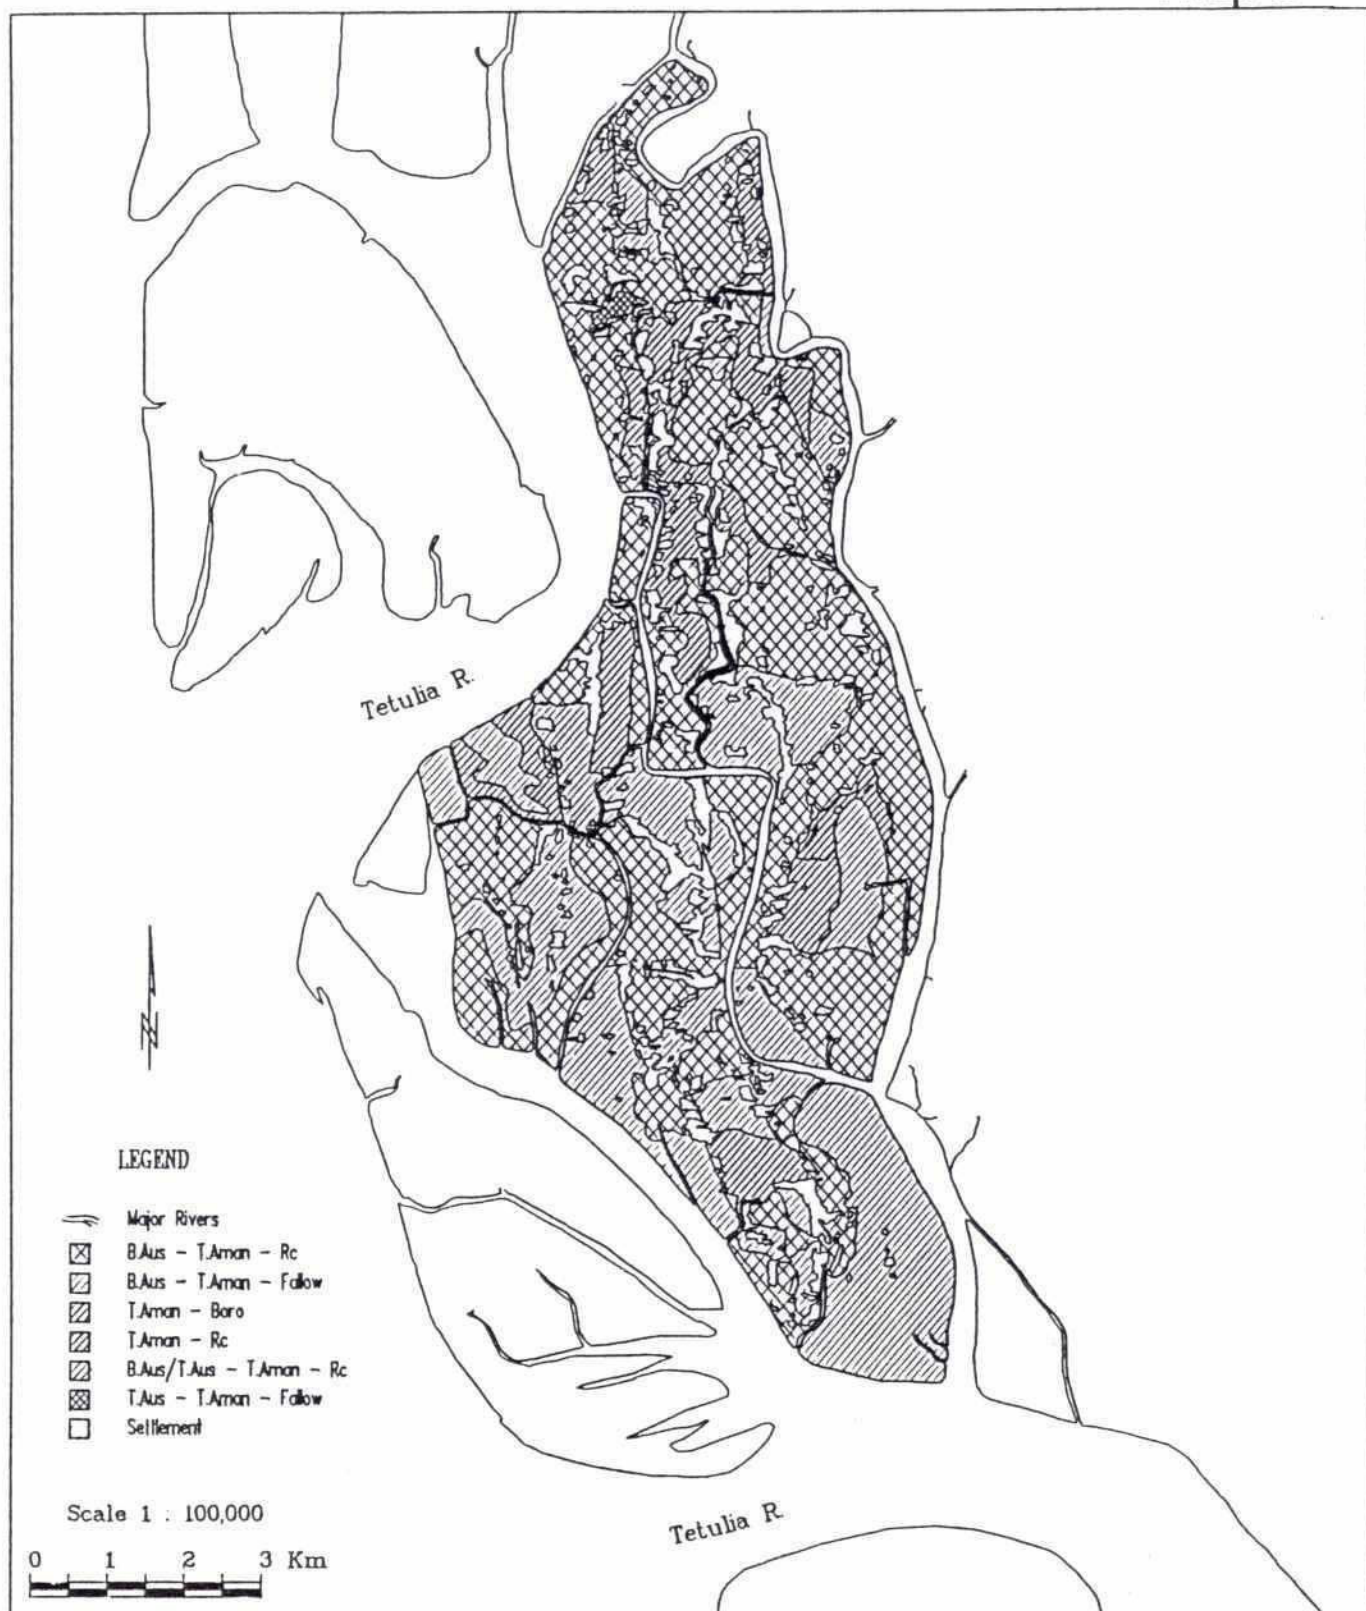 Tetulia R.
LEGEND
Major Rivers
B.Aus - T.Aman - Rc
B.Aus - T.Aman - Fallow
T.Aman - Boro
T.Aman - Rc
B.Aus/T.Aus - T.Aman - Rc
T.Aus - T.Aman - Fallow
Settlement
Scale 1 : 100,000
0 1 2 3 Km
Tetulia R